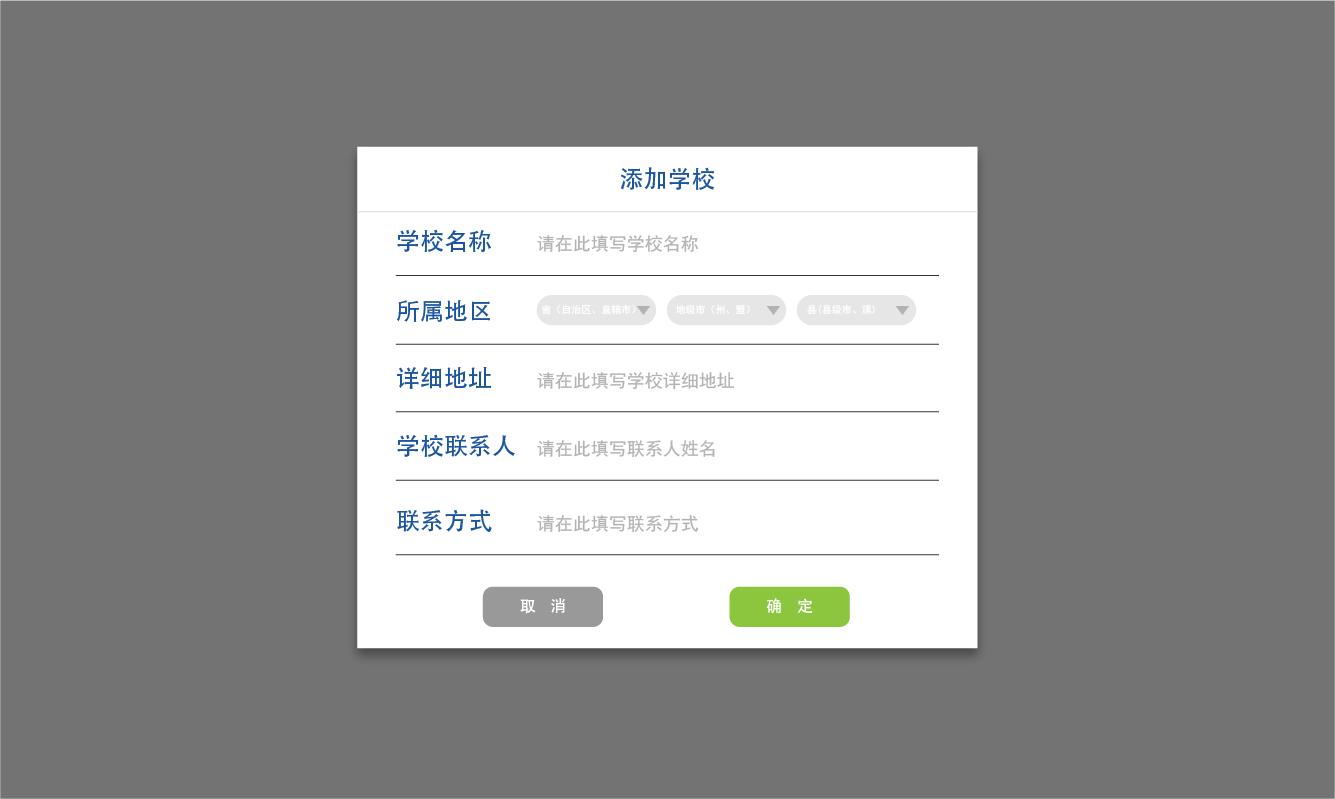 添加学校
学校名称 请在此填写学校名称
所属地区 省（自治区、直辖市） 地级市（州、盟） 县(县级市、旗）
详细地址 请在此填写学校详细地址
学校联系人 请在此填写联系人姓名
联系方式 请在此填写联系方式
取 消 确 定